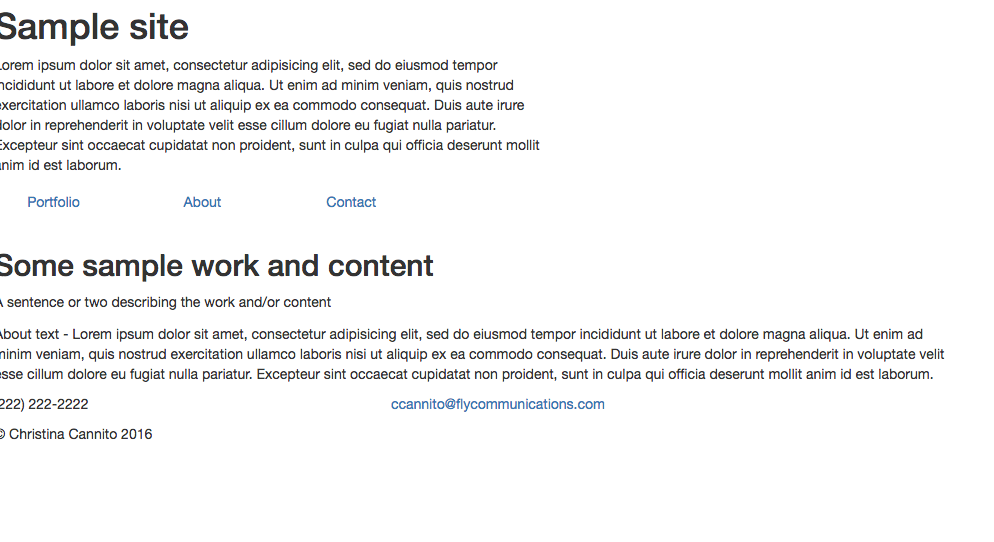 Sample site
Lorem ipsum dolor sit amet, consectetur adipisicing elit, sed do eiusmod tempor
incididunt ut labore et dolore magna aliqua. Ut enim ad minim veniam, quis nostrud
exercitation ullamco laboris nisi ut aliquip ex ea commodo consequat. Duis aute irure
dolor in reprehenderit in voluptate velit esse cillum dolore eu fugiat nulla pariatur.
Excepteur sint occaecat cupidatat non proident, sunt in culpa qui officia deserunt mollit
anim id est laborum.
Portfolio About Contact
Some sample work and content
A sentence or two describing the work and/or content
About text - Lorem ipsum dolor sit amet, consectetur adipisicing elit, sed do eiusmod tempor incididunt ut labore et dolore magna aliqua. Ut enim ad
minim veniam, quis nostrud exercitation ullamco laboris nisi ut aliquip ex ea commodo consequat. Duis aute irure dolor in reprehenderit in voluptate velit
esse cillum dolore eu fugiat nulla pariatur. Excepteur sint occaecat cupidatat non proident, sunt in culpa qui officia deserunt mollit anim id est laborum.
(222) 222-2222 ccannito@flycommunications.com
© Christina Cannito 2016